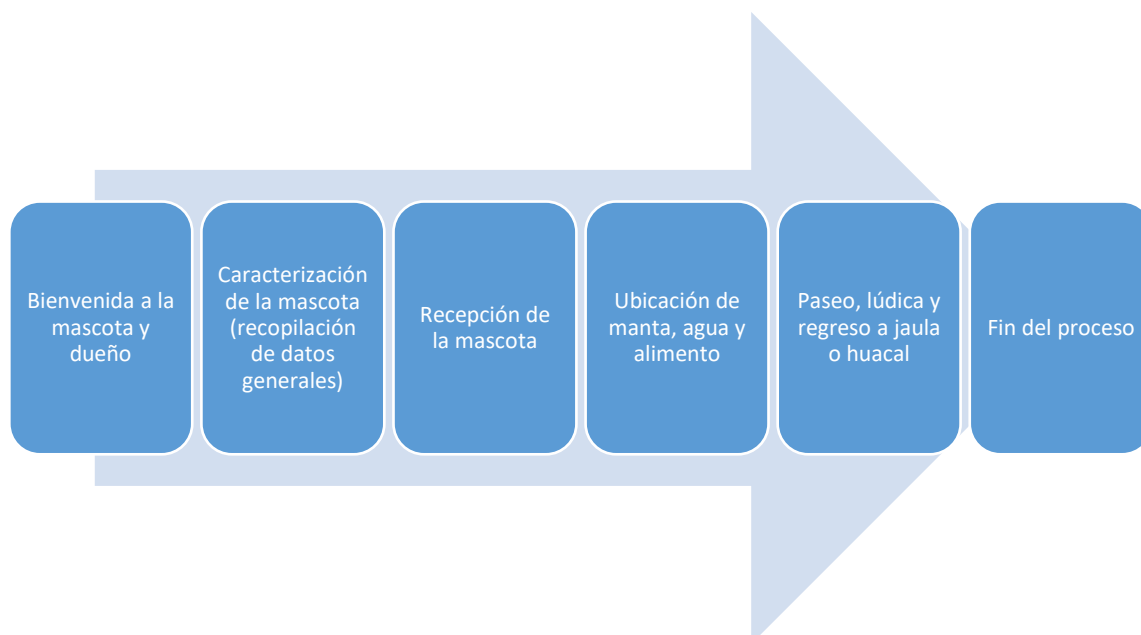 Bienvenida a la
mascota y
dueño
Caracterización
de la mascota
(recopilación
de datos
generales)
Recepción de
la mascota
Ubicación de
manta, agua y
alimento
Paseo, lúdica y
regreso a jaula
o huacal
Fin del proceso